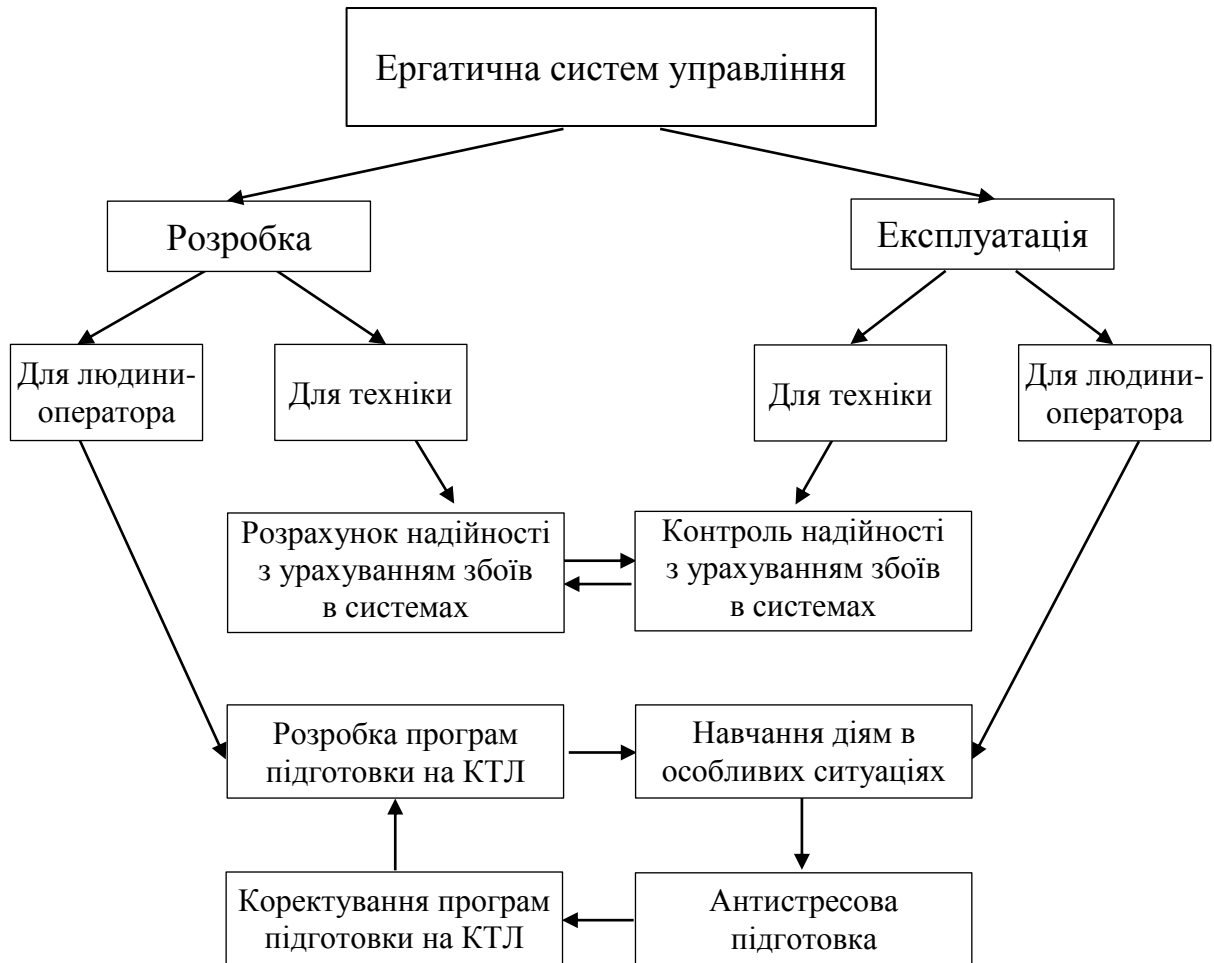 Ергатична систем управління
Розробка
Експлуатація
Для людини-
оператора
Для техніки
Для техніки
Для людини-
оператора
Розрахунок надійності
з урахуванням збоїв
в системах
Контроль надійності
з урахуванням збоїв
в системах
Розробка програм
підготовки на КТЛ
Навчання діям в
особливих ситуаціях
Коректування програм
підготовки на КТЛ
Антистресова
підготовка